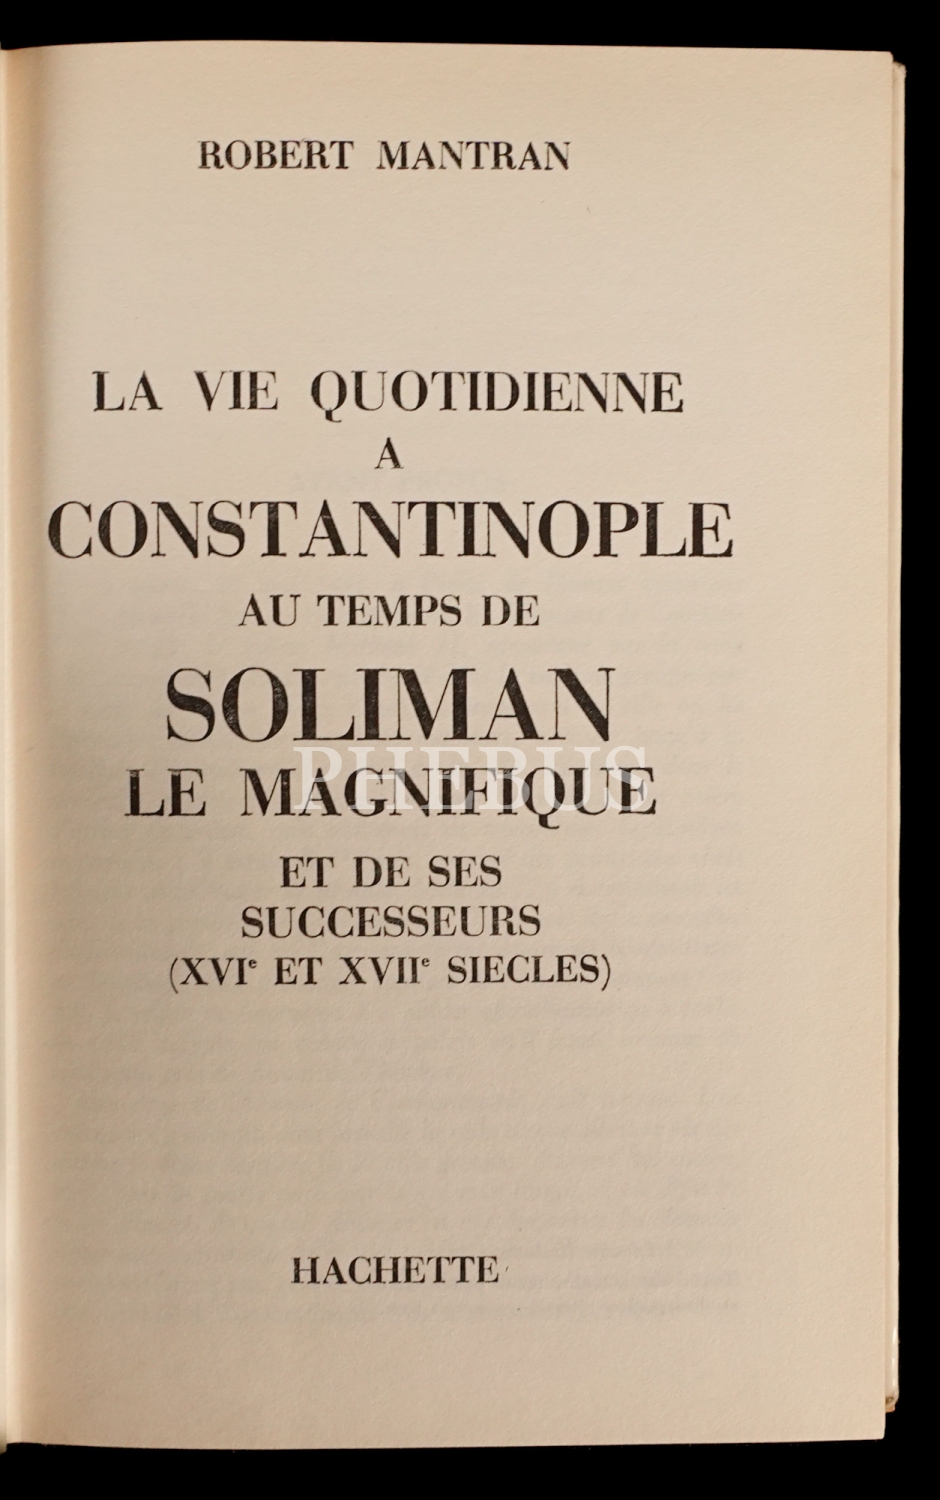 ROBERT MANTRAN
LA VIE QUOTIDIENNE
A
CONSTANTINOPLE
AU TEMPS DE
SOLIMAN
PHEBUS
LE MAGNIFIQUE
ET DE SES
SUCCESSEURS
(XVIᵉ ET XVIIᵉ SIECLES)
HACHETTE